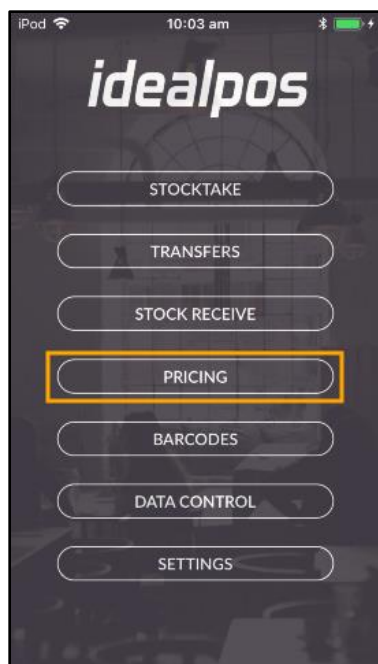 iPod 10:03 am
idealpos
STOCKTAKE
TRANSFERS
STOCK RECEIVE
PRICING
BARCODES
DATA CONTROL
SETTINGS